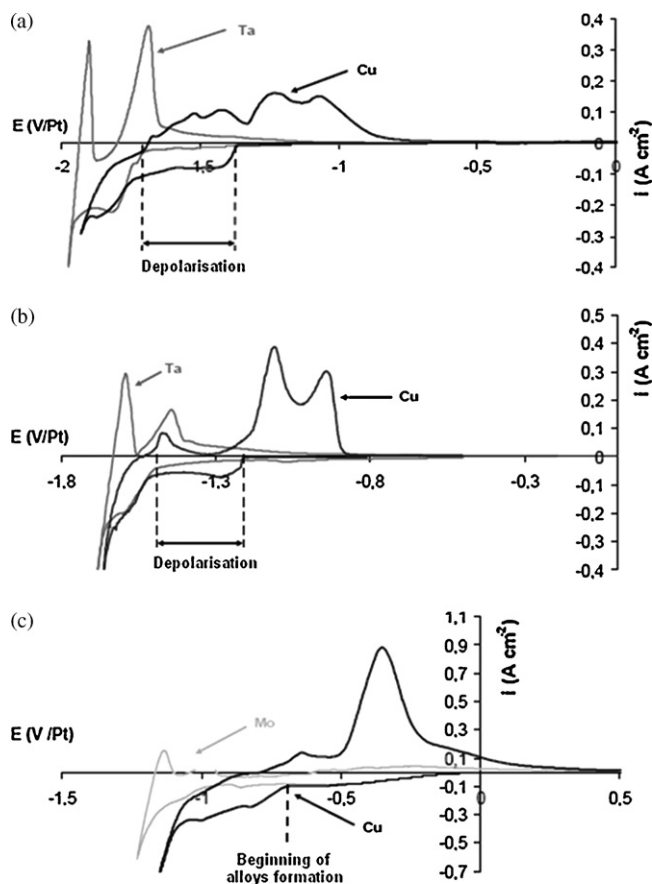 (a)
0,4
0,3
0,2
0,1
0
-0,1
-0,2
-0,3
-0,4
Ta
Cu
E (V/Pt)
-2
-1,5
-1
0
I (A cm-2)
Depolarisation
(b)
0,5
0,4
0,3
0,2
0,1
0
-0,1
-0,2
-0,3
-0,4
Ta
Cu
E (V/Pt)
-1.8
-1.3
-0.8
-0.3
I (A cm-2)
Depolarisation
(c)
1,1
0,9
0,7
0,5
0,3
0,1
-0,1
-0,3
-0,5
-0,7
I (A cm-2)
Mo
E (V /Pt)
-1.5
-1
-0.5
0
0.5
Cu
Beginning of
alloys formation